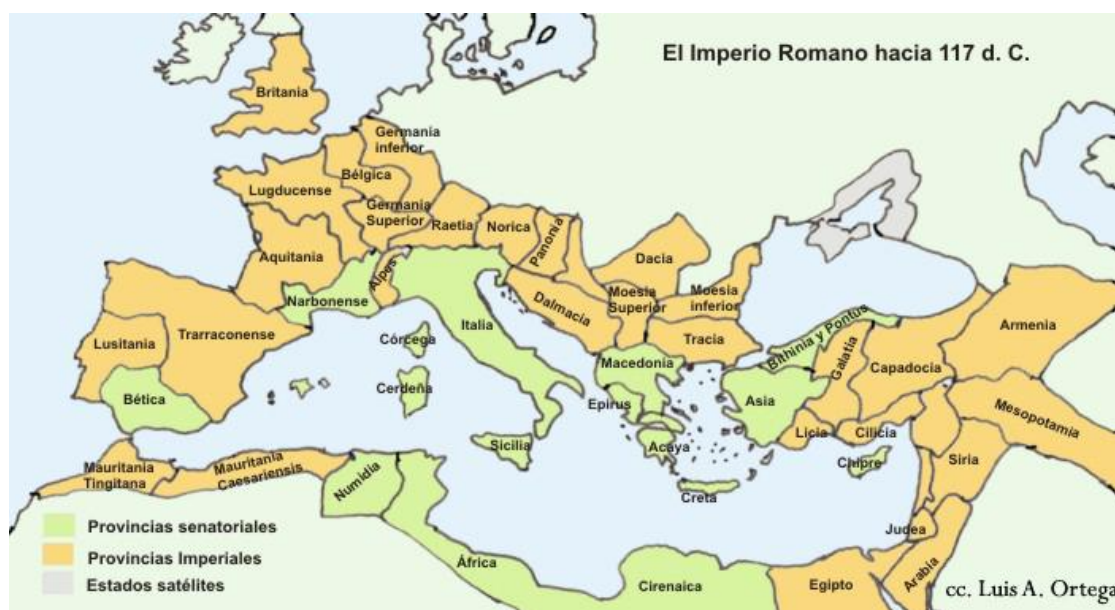 El Imperio Romano hacia 117 d. C.
Britania
Germania
inferior
Bélgica
Lugducense
Germania
Superior
Raetia
Norica
Panonia
Aquitania
Alpes
Dacia
Narbonense
Moesia
Superior
Moesia
inferior
Dalmacia
Italia
Trarraconense
Lusitania
Córcega
Tracia
Bithinia y Pontus
Galatia
Armenia
Macedonia
Capadocia
Cerdeña
Bética
Epirus
Asia
Mesopotamia
Licia
Cilicia
Sicilia
Acaya
Chipre
Siria
Mauritania
Tingitana
Mauritania
Caesariensis
Numidia
Creta
Judea
Provincias senatoriales
Provincias Imperiales
Estados satélites
África
Cirenaica
Egipto
Arabia
cc. Luis A. Ortega